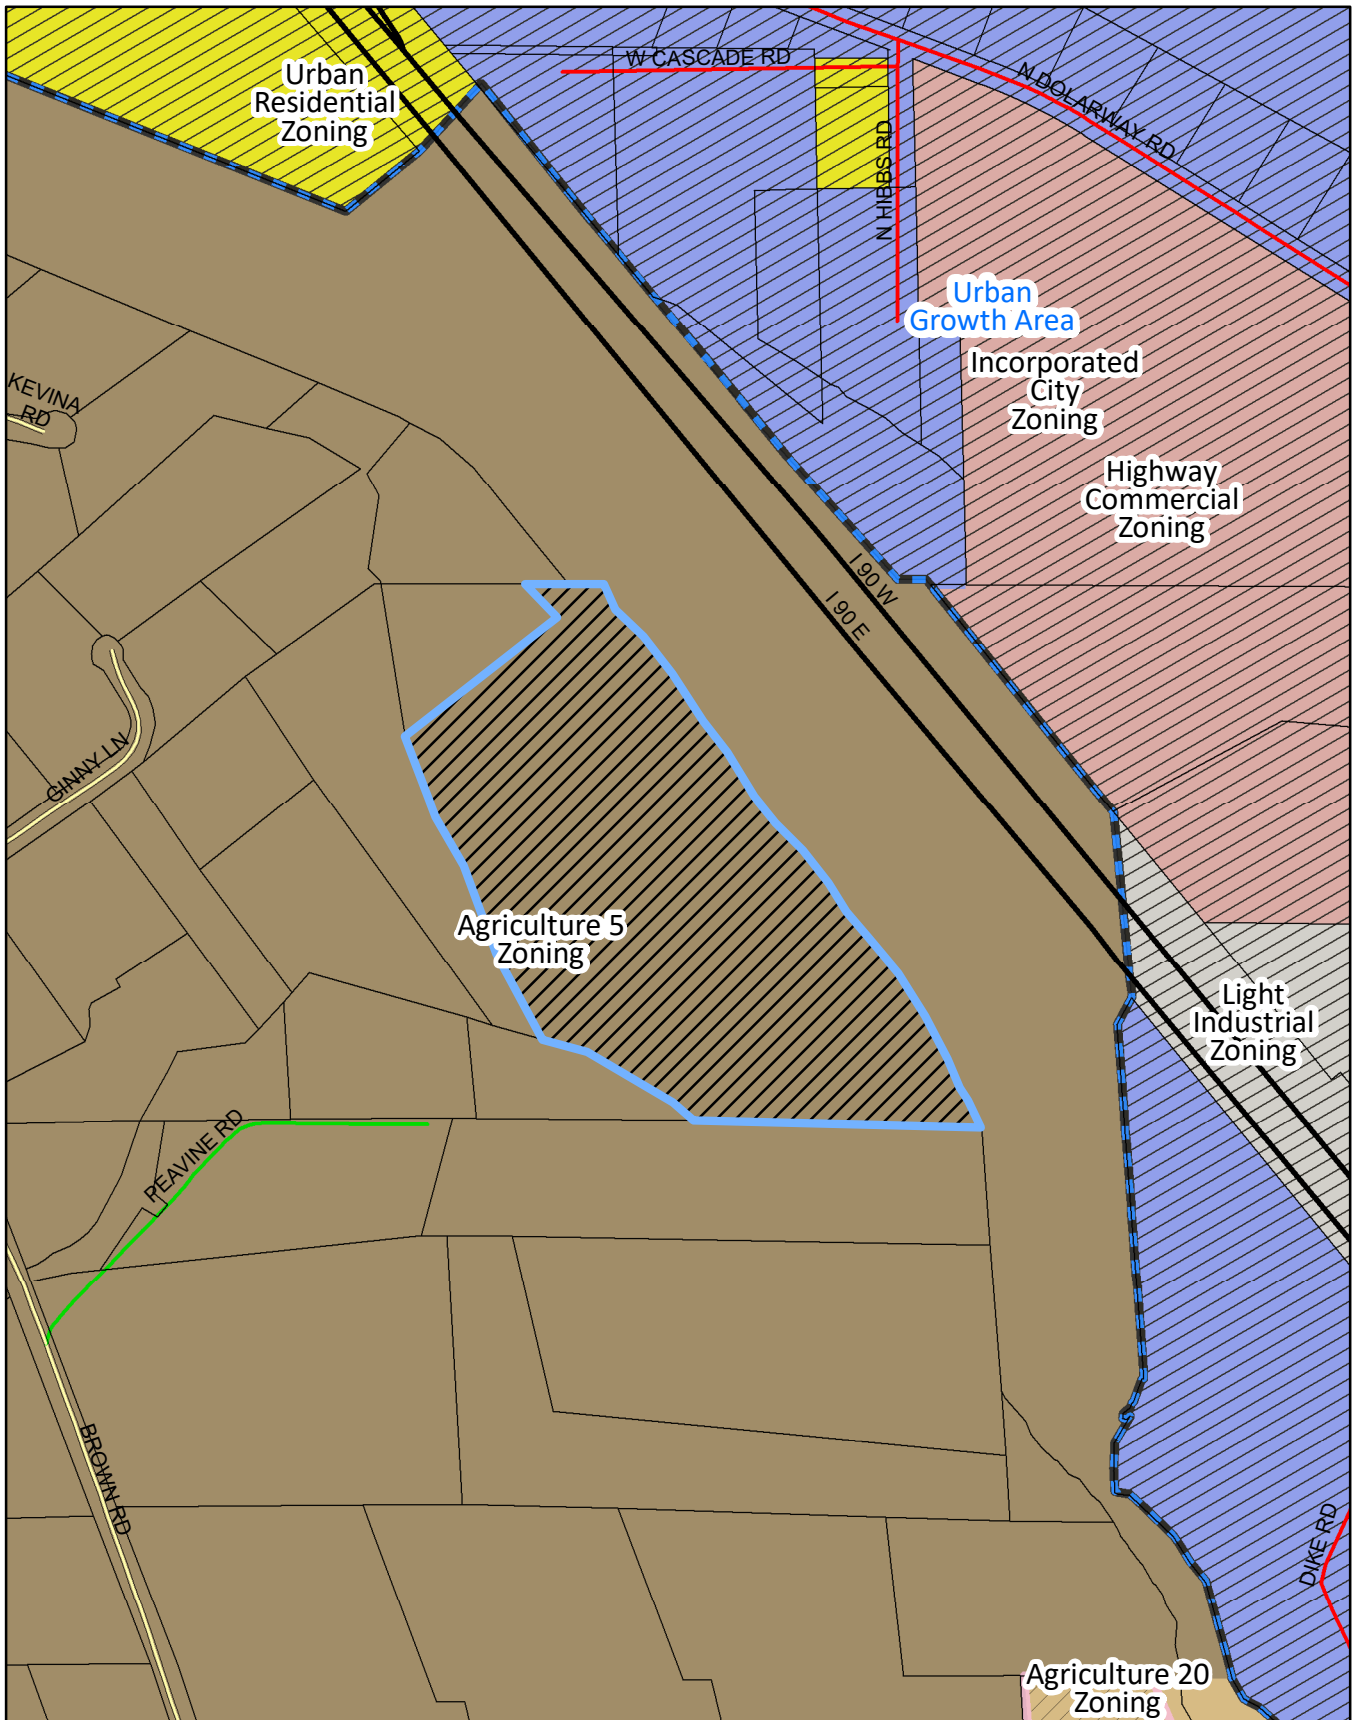 W CASCADE RD
Urban
Residential
Zoning
N DOLARWAY RD
N HIBBS RD
Urban
Growth Area
Incorporated
City
Zoning
KEVINA
RD
Highway
Commercial
Zoning
I 90 W
I 90 E
GINNY LN
Agriculture 5
Zoning
Light
Industrial
Zoning
PEAVINE RD
BROWN RD
DIKE RD
Agriculture 20
Zoning